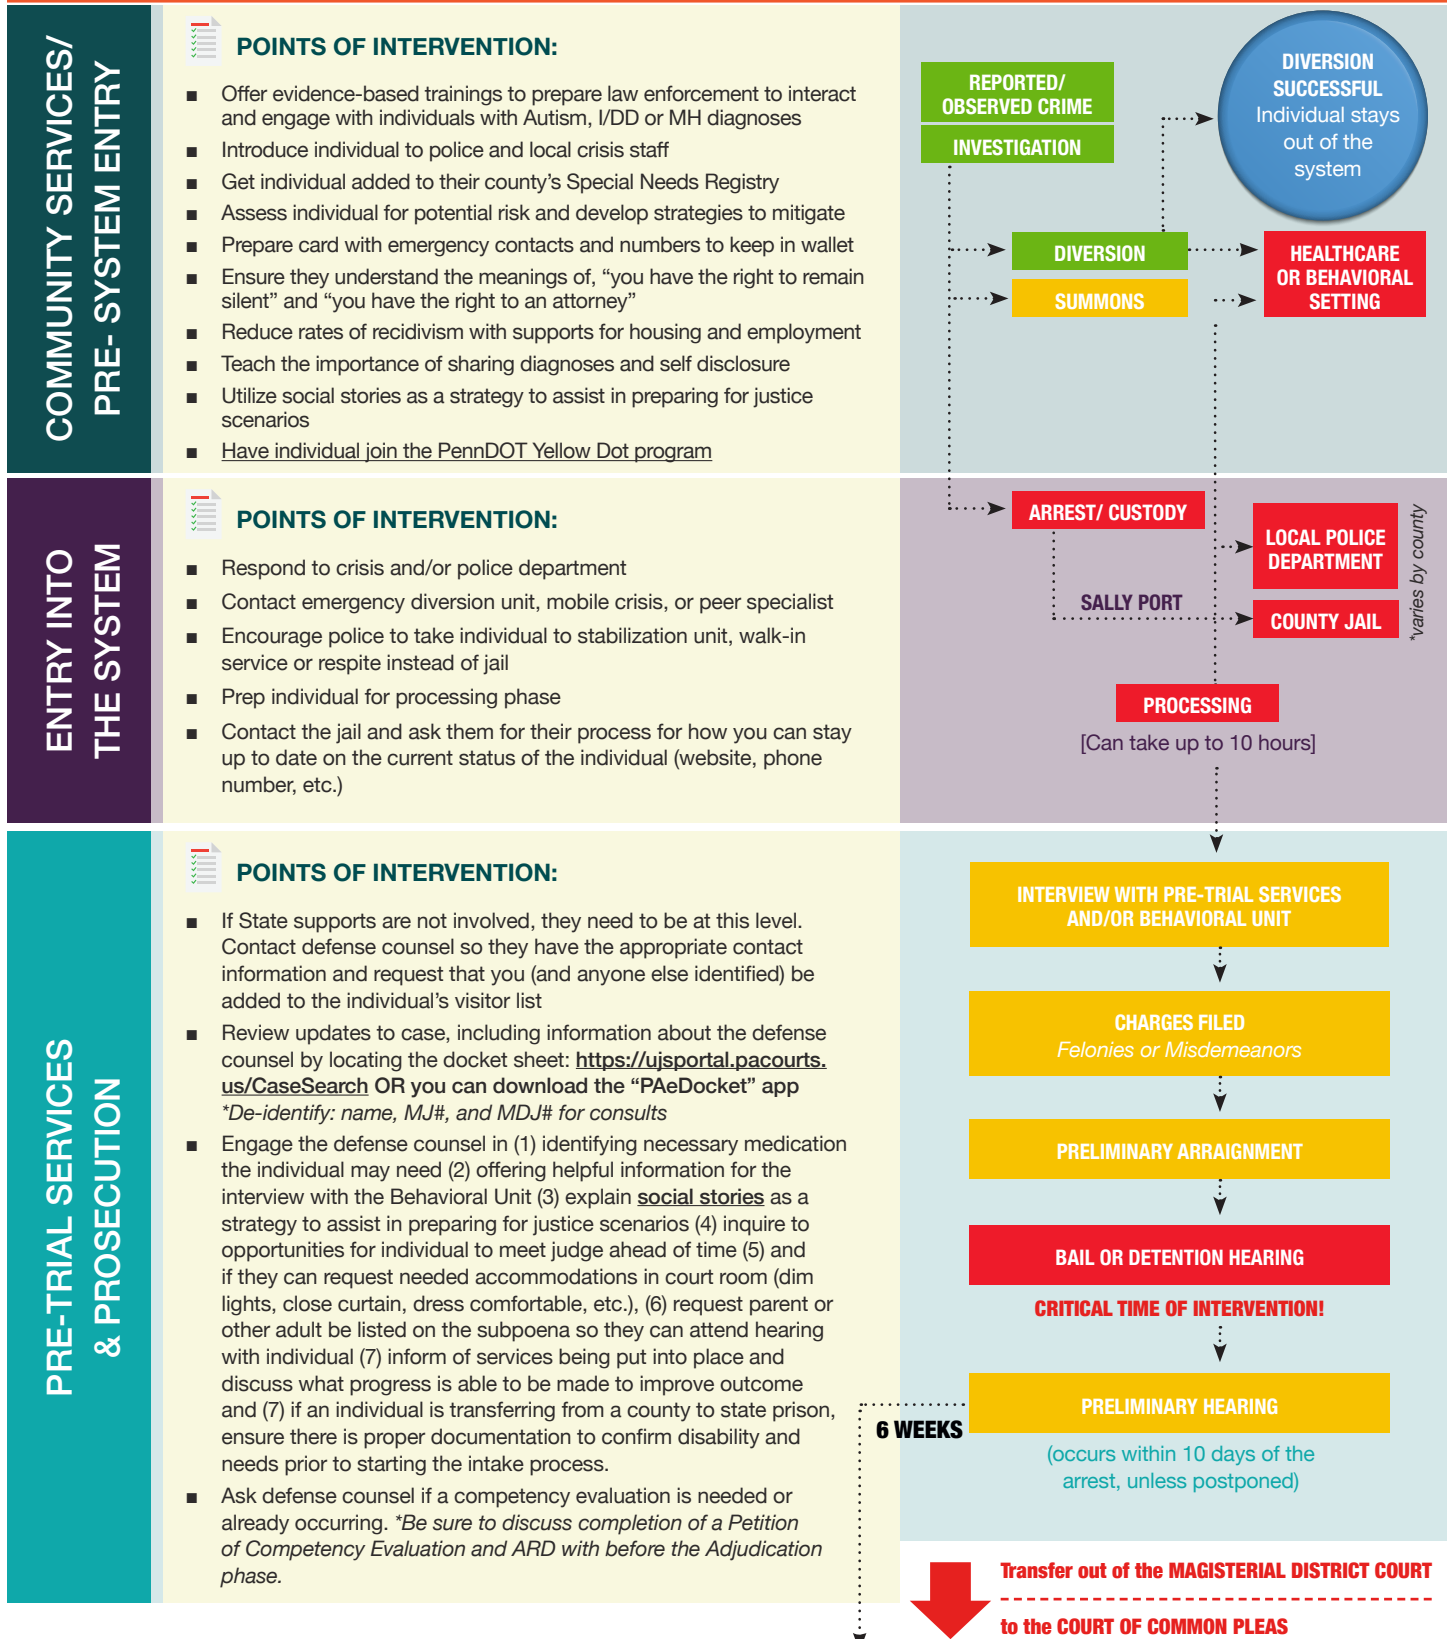 COMMUNITY SERVICES/
PRE- SYSTEM ENTRY
POINTS OF INTERVENTION:
■ Offer evidence-based trainings to prepare law enforcement to interact
and engage with individuals with Autism, I/DD or MH diagnoses
■ Introduce individual to police and local crisis staff
■ Get individual added to their county's Special Needs Registry
■ Assess individual for potential risk and develop strategies to mitigate
■ Prepare card with emergency contacts and numbers to keep in wallet
■ Ensure they understand the meanings of, “you have the right to remain
silent” and “you have the right to an attorney”
■ Reduce rates of recidivism with supports for housing and employment
■ Teach the importance of sharing diagnoses and self disclosure
■ Utilize social stories as a strategy to assist in preparing for justice
scenarios
■ Have individual join the PennDOT Yellow Dot program
REPORTED/
OBSERVED CRIME
INVESTIGATION
DIVERSION
SUCCESSFUL
Individual stays
out of the
system
DIVERSION
SUMMONS
HEALTHCARE
OR BEHAVIORAL
SETTING
ENTRY INTO
THE SYSTEM
POINTS OF INTERVENTION:
■ Respond to crisis and/or police department
■ Contact emergency diversion unit, mobile crisis, or peer specialist
■ Encourage police to take individual to stabilization unit, walk-in
service or respite instead of jail
■ Prep individual for processing phase
■ Contact the jail and ask them for their process for how you can stay
up to date on the current status of the individual (website, phone
number, etc.)
ARREST/ CUSTODY
LOCAL POLICE
DEPARTMENT
SALLY PORT
COUNTY JAIL
*varies by county
PROCESSING
[Can take up to 10 hours]
PRE-TRIAL SERVICES
& PROSECUTION
POINTS OF INTERVENTION:
■ If State supports are not involved, they need to be at this level.
Contact defense counsel so they have the appropriate contact
information and request that you (and anyone else identified) be
added to the individual's visitor list
■ Review updates to case, including information about the defense
counsel by locating the docket sheet: https://ujsportal.pacourts.
us/CaseSearch OR you can download the “PAeDocket” app
*De-identify: name, MJ#, and MDJ# for consults
■ Engage the defense counsel in (1) identifying necessary medication
the individual may need (2) offering helpful information for the
interview with the Behavioral Unit (3) explain social stories as a
strategy to assist in preparing for justice scenarios (4) inquire to
opportunities for individual to meet judge ahead of time (5) and
if they can request needed accommodations in court room (dim
lights, close curtain, dress comfortable, etc.), (6) request parent or
other adult be listed on the subpoena so they can attend hearing
with individual (7) inform of services being put into place and
discuss what progress is able to be made to improve outcome
and (7) if an individual is transferring from a county to state prison,
ensure there is proper documentation to confirm disability and
needs prior to starting the intake process.
■ Ask defense counsel if a competency evaluation is needed or
already occurring. *Be sure to discuss completion of a Petition
of Competency Evaluation and ARD with before the Adjudication
phase.
INTERVIEW WITH PRE-TRIAL SERVICES
AND/OR BEHAVIORAL UNIT
CHARGES FILED
Felonies or Misdemeanors
PRELIMINARY ARRAIGNMENT
BAIL OR DETENTION HEARING
CRITICAL TIME OF INTERVENTION!
PRELIMINARY HEARING
6 WEEKS
(occurs within 10 days of the
arrest, unless postponed)
Transfer out of the MAGISTERIAL DISTRICT COURT
to the COURT OF COMMON PLEAS